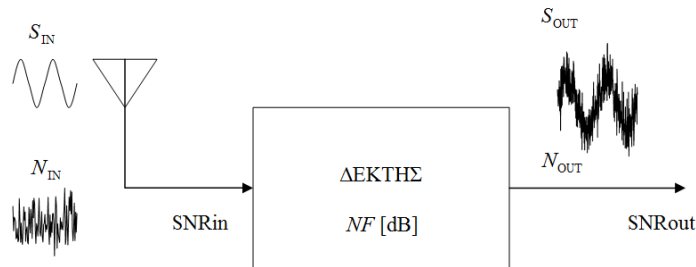 S_IN
S_OUT
N_IN
N_OUT
ΔΕΚΤΗΣ
SNRin
NF [dB]
SNRout